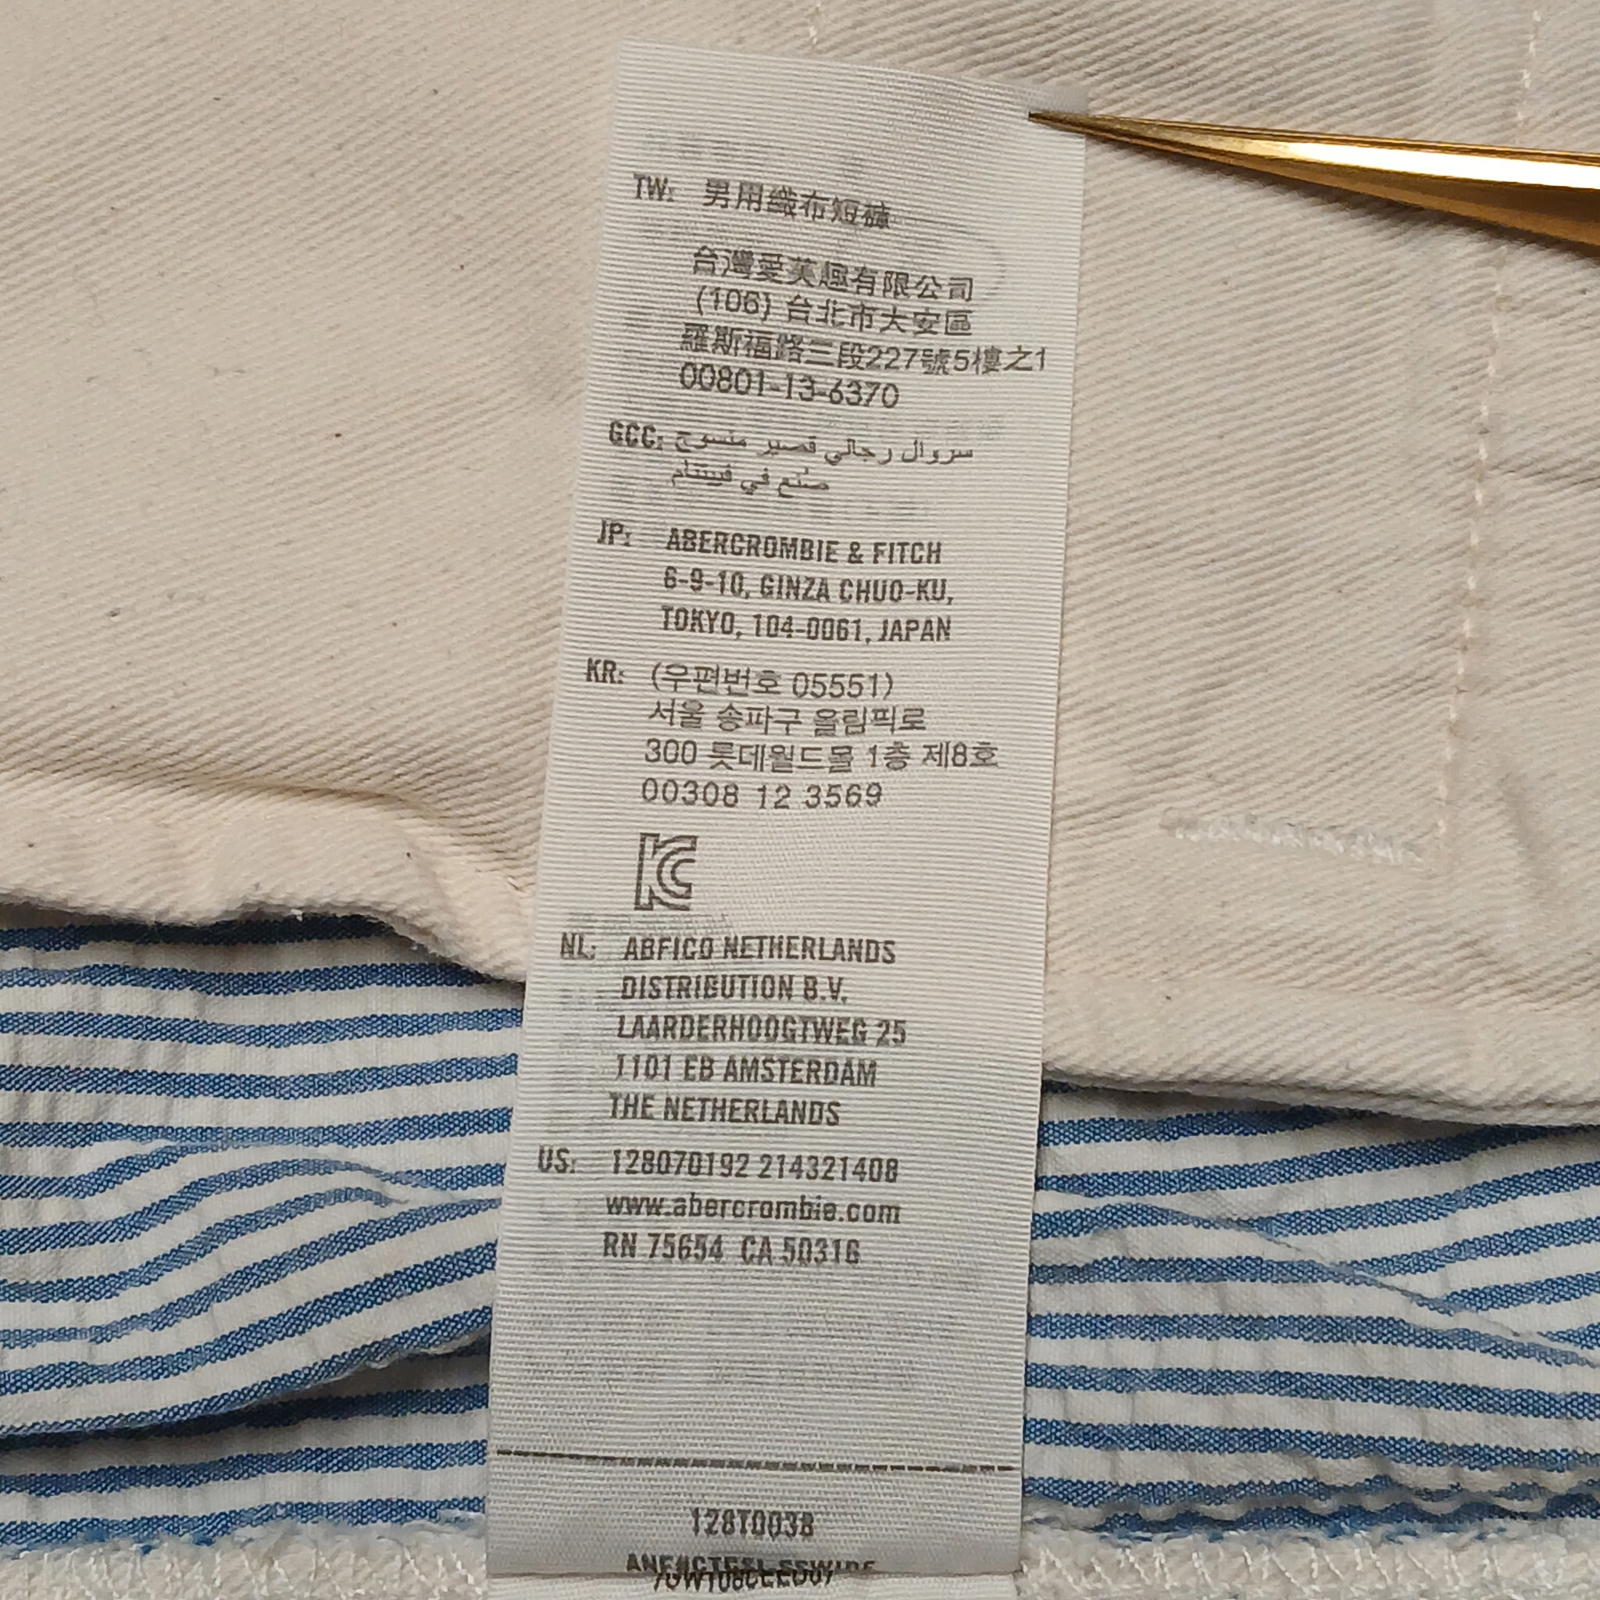 TW: 男用織布短褲
台灣愛芙趣有限公司
(106) 台北市大安區
羅斯福路三段227號5樓之1
00801-13-6370
GCC: سروال رجالي قصير منسوج
صنع في فييتنام
JP: ABERCROMBIE & FITCH
6-9-10, GINZA CHUO-KU,
TOKYO, 104-0061, JAPAN
KR: (우편번호 05551)
서울 송파구 올림픽로
300 롯데월드몰 1층 제8호
00308 12 3569
KC
NL: ABFICO NETHERLANDS
DISTRIBUTION B.V.
LAARDERHOOGTWEG 25
1101 EB AMSTERDAM
THE NETHERLANDS
US: 128070192 214321408
www.abercrombie.com
RN 75654 CA 50316
128T0038